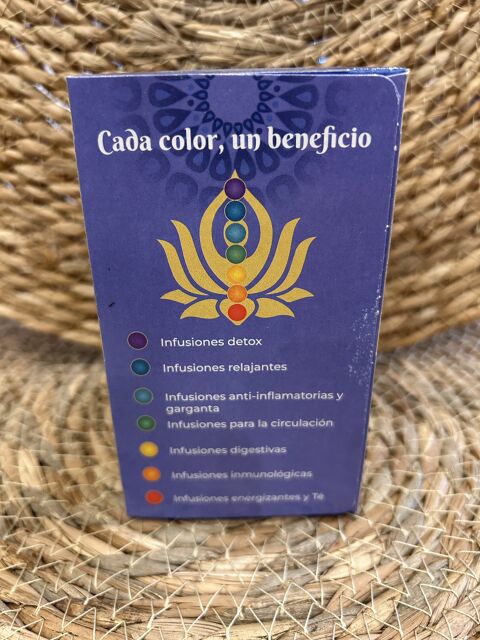 Cada color, un beneficio
Infusiones detox
Infusiones relajantes
Infusiones anti-inflamatorias y
garganta
Infusiones para la circulación
Infusiones digestivas
Infusiones inmunológicas
Infusiones energizantes y Té